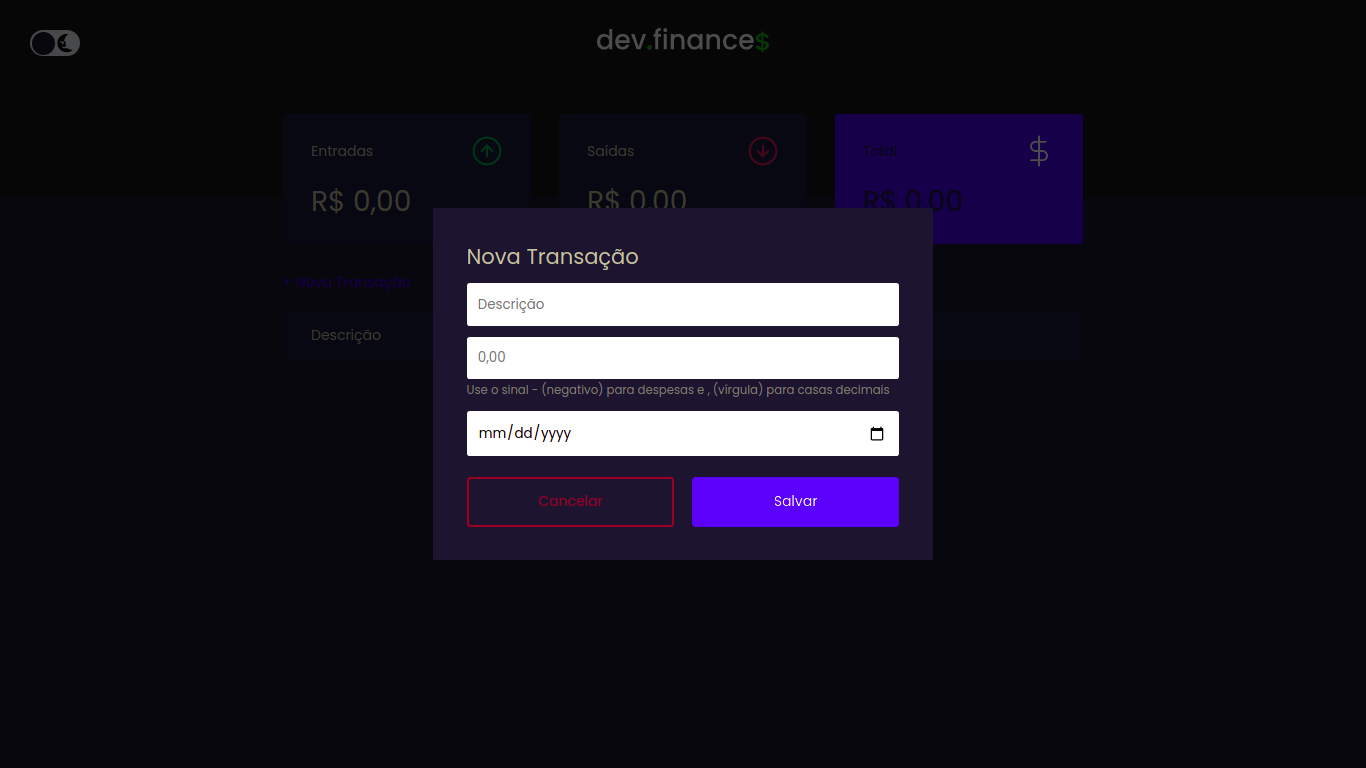 dev.finance$
Entradas
R$ 0,00
Saídas
R$ 0,00
Total
R$ 0,00
+ Nova Transação
Descrição
Nova Transação
Descrição
0,00
Use o sinal - (negativo) para despesas e , (vírgula) para casas decimais
mm/dd/yyyy
Cancelar
Salvar